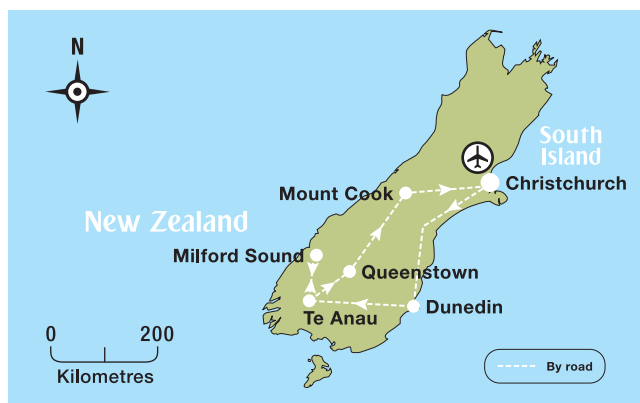 N
South
Island
Christchurch
Mount Cook
New Zealand
Milford Sound
Queenstown
Te Anau
Dunedin
0 200
Kilometres
By road